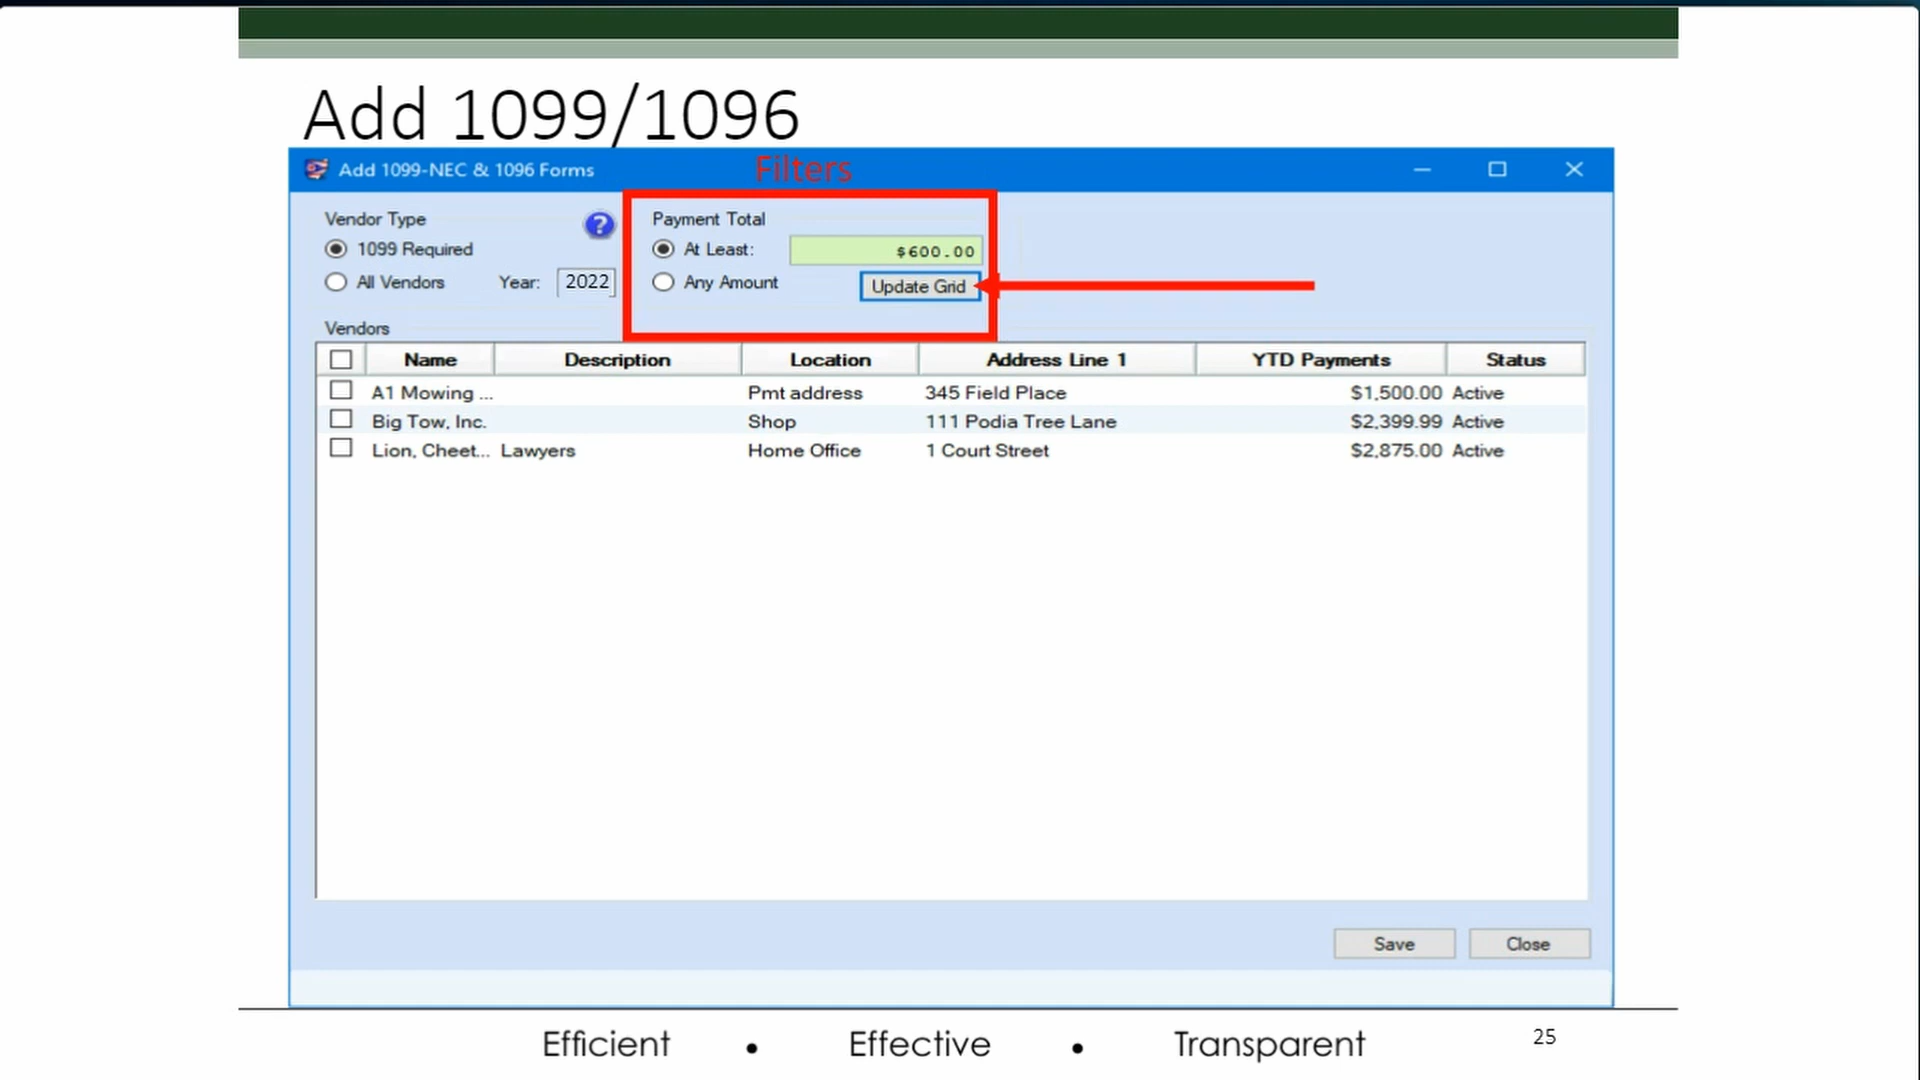 Add 1099/1096
Add 1099-NEC & 1096 Forms
Filters
Vendor Type
?
Payment Total
1099 Required
At Least:
$600.00
All Vendors
Year:
2022
Any Amount
Update Grid
Vendors
Name Description Location Address Line 1 YTD Payments Status
A1 Mowing ... Pmt address 345 Field Place $1,500.00 Active
Big Tow, Inc. Shop 111 Podia Tree Lane $2,399.99 Active
Lion, Cheet... Lawyers Home Office 1 Court Street $2,875.00 Active
Save
Close
Efficient • Effective • Transparent
25